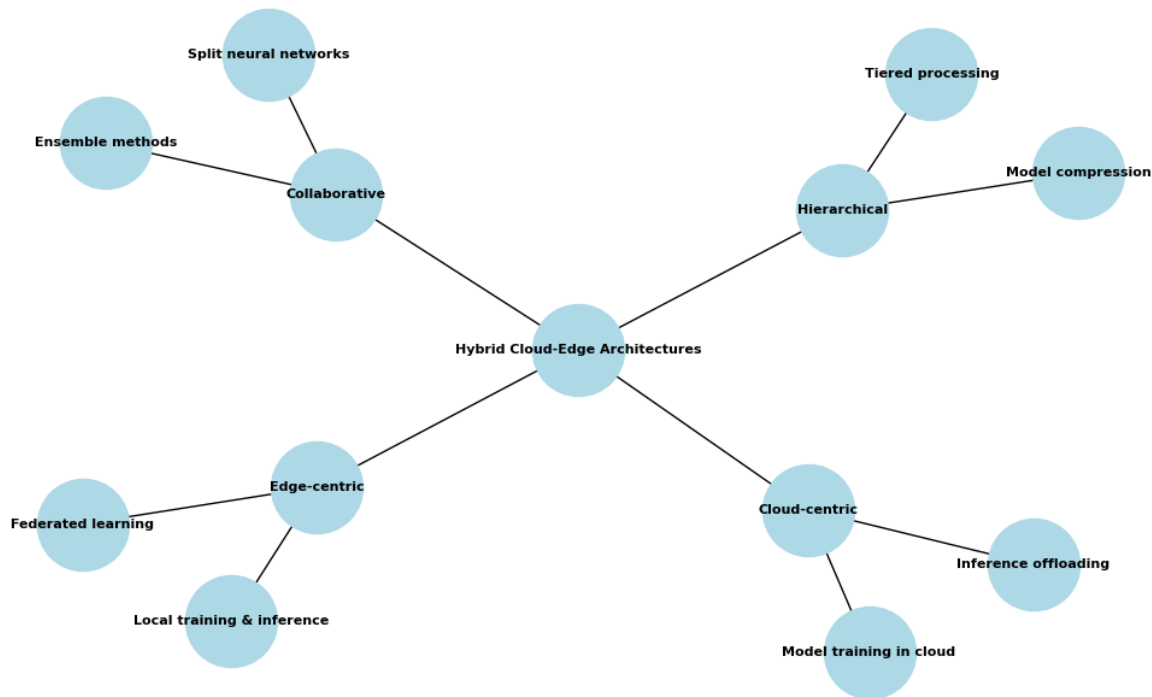 Split neural networks
Tiered processing
Ensemble methods
Model compression
Collaborative
Hierarchical
Hybrid Cloud-Edge Architectures
Edge-centric
Cloud-centric
Federated learning
Inference offloading
Local training & inference
Model training in cloud